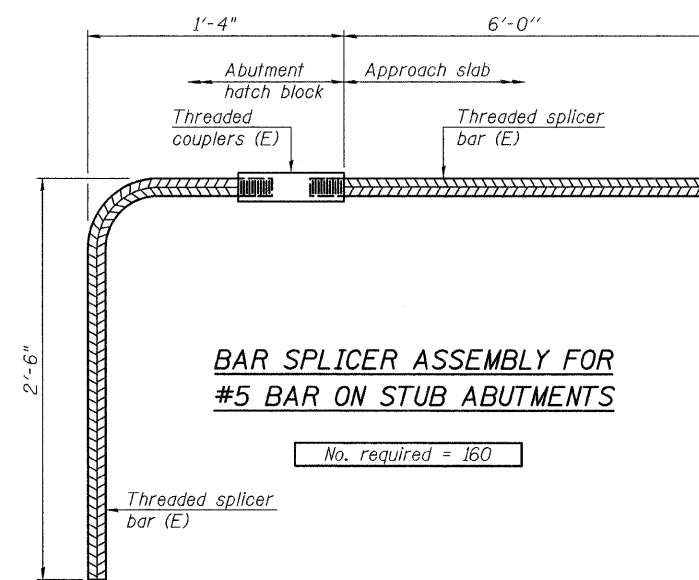 1'-4"
6'-0''
Abutment
hatch block
Approach slab
Threaded
couplers (E)
Threaded splicer
bar (E)
2'-6"
BAR SPLICER ASSEMBLY FOR
#5 BAR ON STUB ABUTMENTS
No. required = 160
Threaded splicer
bar (E)